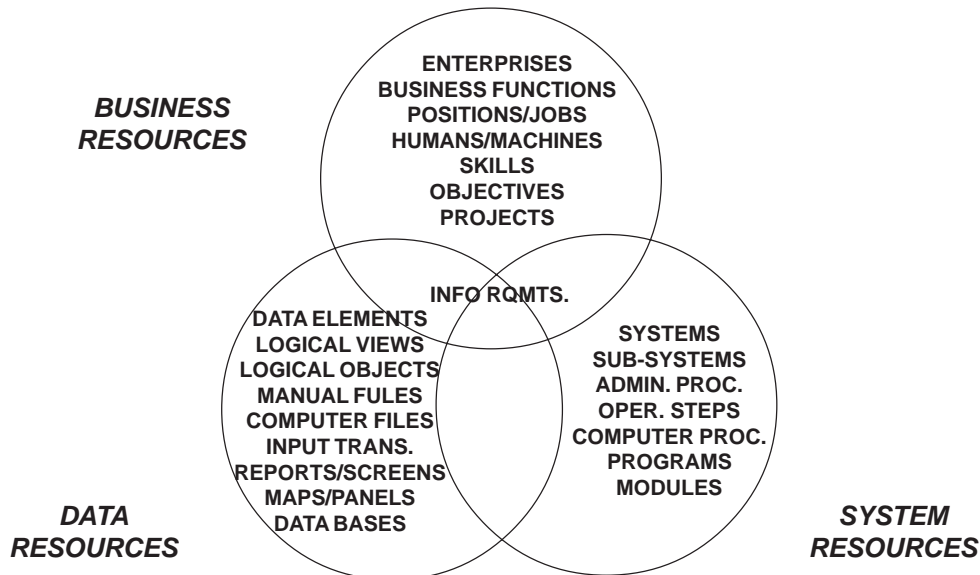 BUSINESS
RESOURCES
ENTERPRISES
BUSINESS FUNCTIONS
POSITIONS/JOBS
HUMANS/MACHINES
SKILLS
OBJECTIVES
PROJECTS
INFO RQMTS.
DATA ELEMENTS
LOGICAL VIEWS
LOGICAL OBJECTS
MANUAL FULES
COMPUTER FILES
INPUT TRANS.
REPORTS/SCREENS
MAPS/PANELS
DATA BASES
SYSTEMS
SUB-SYSTEMS
ADMIN. PROC.
OPER. STEPS
COMPUTER PROC.
PROGRAMS
MODULES
DATA
RESOURCES
SYSTEM
RESOURCES